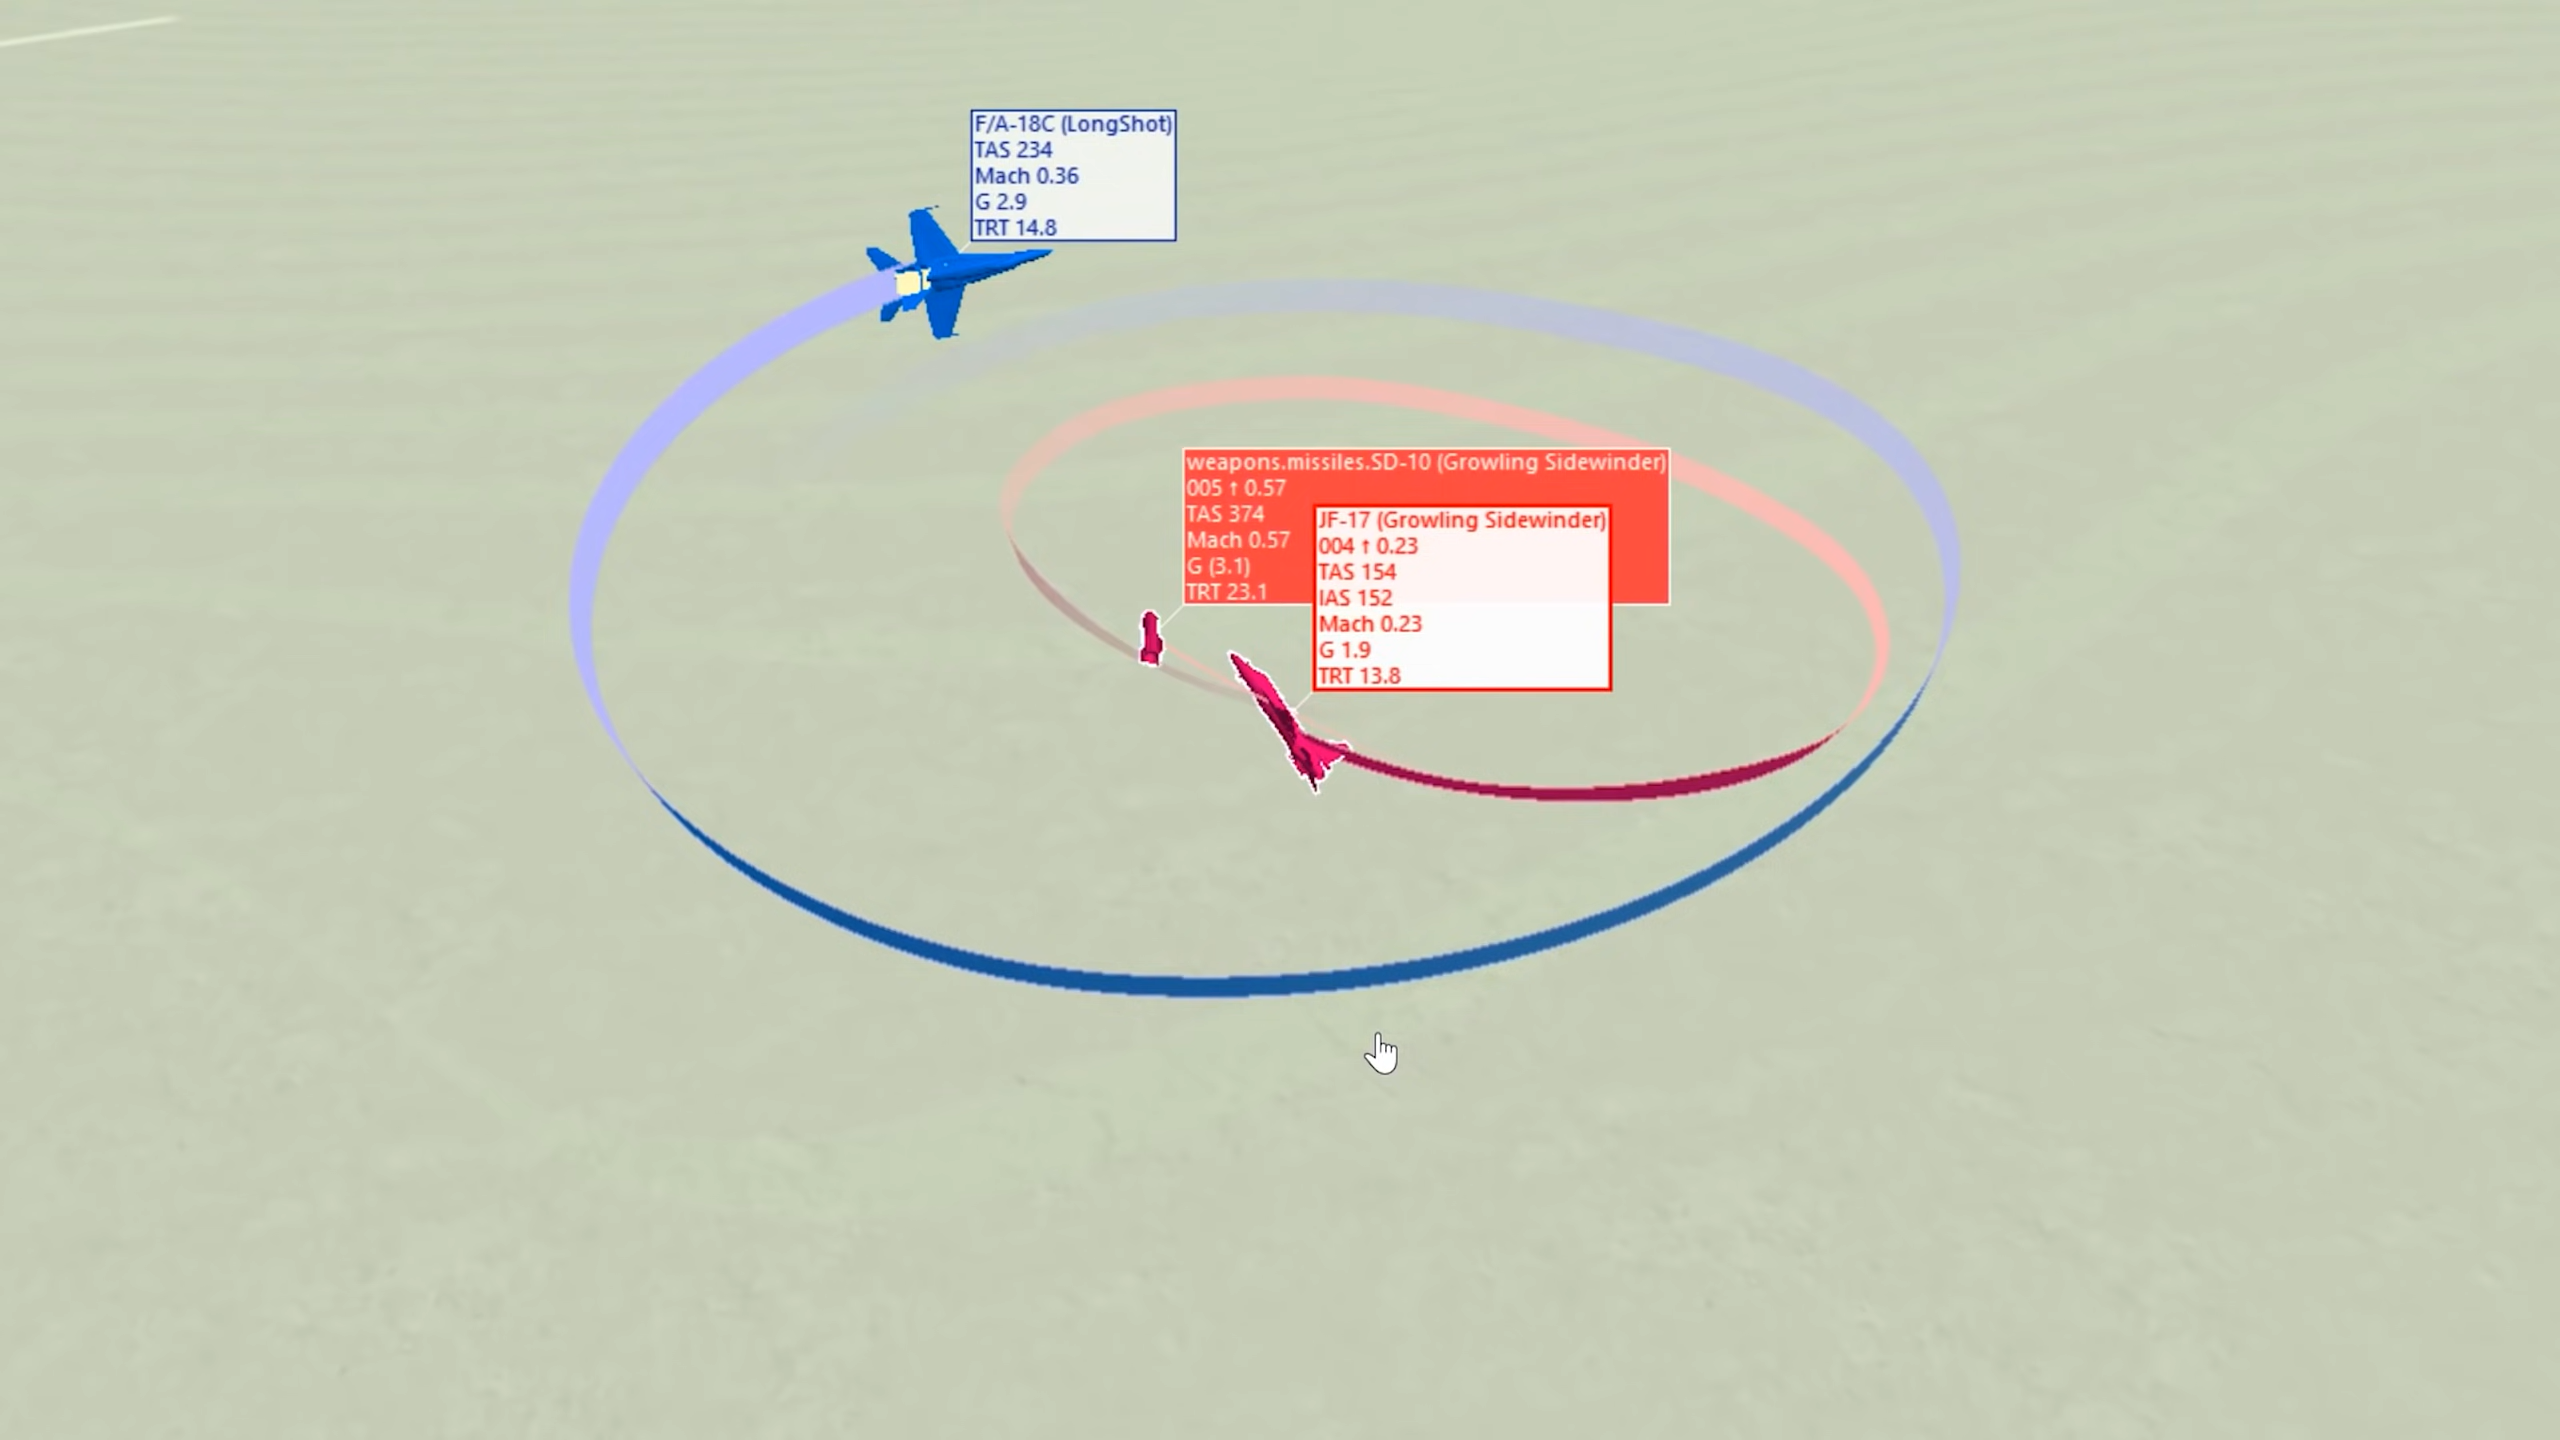 F/A-18C (LongShot)
TAS 234
Mach 0.36
G 2.9
TRT 14.8
weapons.missiles.SD-10 (Growling Sidewinder)
005 ↑ 0.57
TAS 374
Mach 0.57
G (3.1)
TRT 23.1
JF-17 (Growling Sidewinder)
004 ↑ 0.23
TAS 154
IAS 152
Mach 0.23
G 1.9
TRT 13.8